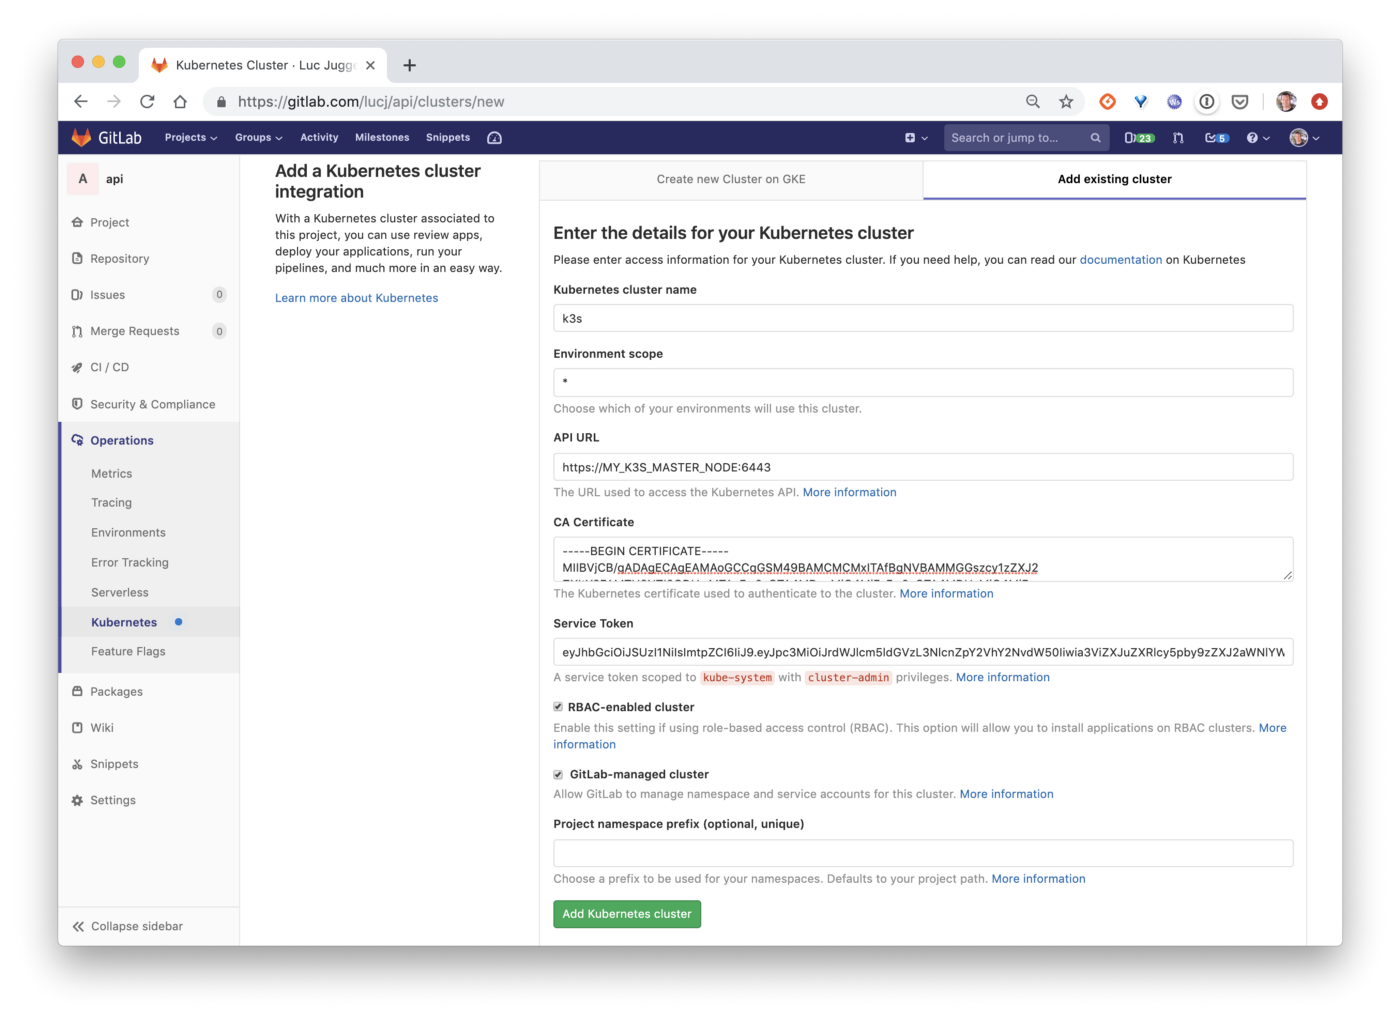 Kubernetes Cluster · Luc Jugge
https://gitlab.com/lucj/api/clusters/new
GitLab
Projects
Groups
Activity
Milestones
Snippets
Search or jump to...
23
5
A
api
Project
Repository
Issues
0
Merge Requests
0
CI / CD
Security & Compliance
Operations
Metrics
Tracing
Environments
Error Tracking
Serverless
Kubernetes
Feature Flags
Packages
Wiki
Snippets
Settings
Collapse sidebar
Add a Kubernetes cluster
integration
With a Kubernetes cluster associated to
this project, you can use review apps,
deploy your applications, run your
pipelines, and much more in an easy way.
Learn more about Kubernetes
Create new Cluster on GKE
Add existing cluster
Enter the details for your Kubernetes cluster
Please enter access information for your Kubernetes cluster. If you need help, you can read our documentation on Kubernetes
Kubernetes cluster name
k3s
Environment scope
*
Choose which of your environments will use this cluster.
API URL
https://MY_K3S_MASTER_NODE:6443
The URL used to access the Kubernetes API. More information
CA Certificate
-----BEGIN CERTIFICATE-----
MIIBVjCB/gADAgECAgEAMAoGCCqGSM49BAMCMCMxITAfBgNVBAMMGGszcy1zZXJ2
The Kubernetes certificate used to authenticate to the cluster. More information
Service Token
eyJhbGciOiJSUzI1NiIsImtpZCI6IiJ9.eyJpc3MiOiJrdWJlcm5ldGVzL3NlcnZpY2VhY2NvdW50Iiwia3ViZXJuZXRlcy5pby9zZXJ2aWNlYW
A service token scoped to kube-system with cluster-admin privileges. More information
RBAC-enabled cluster
Enable this setting if using role-based access control (RBAC). This option will allow you to install applications on RBAC clusters. More
information
GitLab-managed cluster
Allow GitLab to manage namespace and service accounts for this cluster. More information
Project namespace prefix (optional, unique)
Choose a prefix to be used for your namespaces. Defaults to your project path. More information
Add Kubernetes cluster